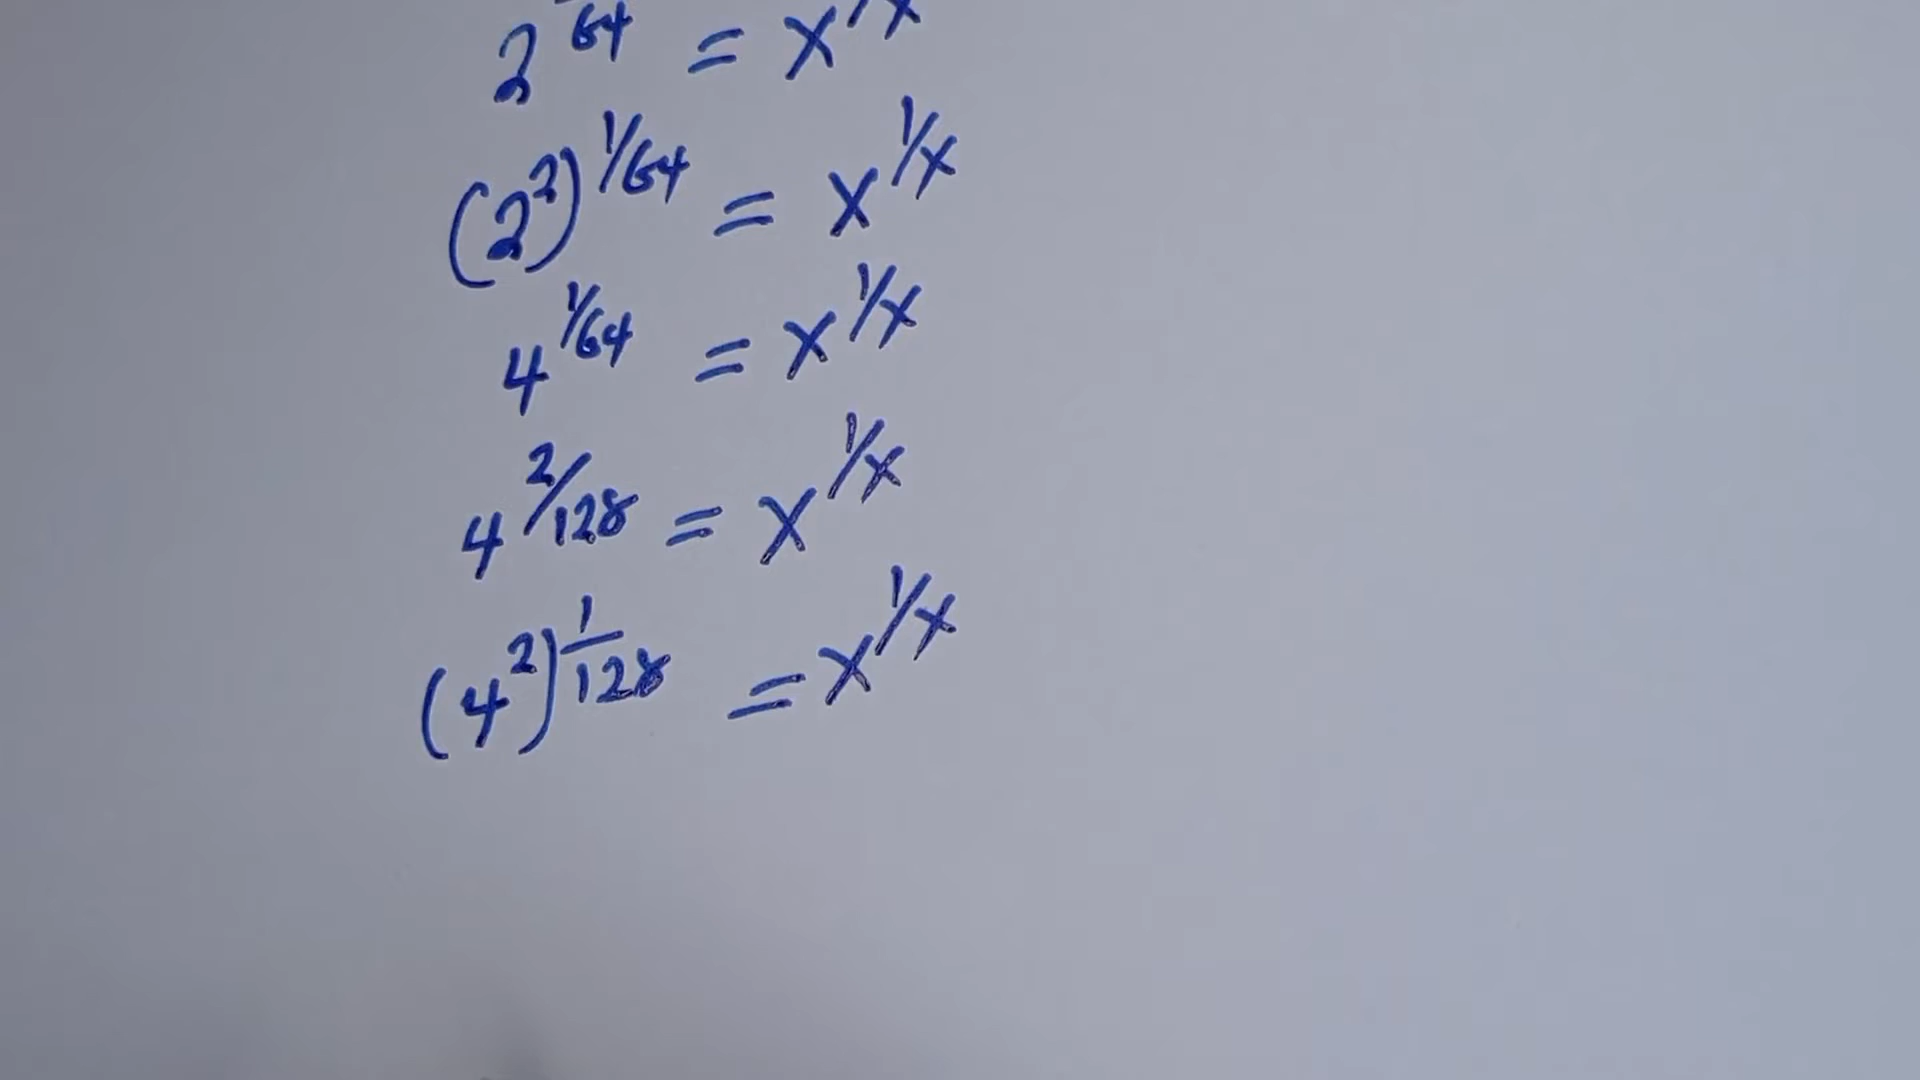 2^64 = x^1/x
(2^2)^1/64 = x^1/x
4^1/64 = x^1/x
4^2/128 = x^1/x
(4^2)^1/128 = x^1/x